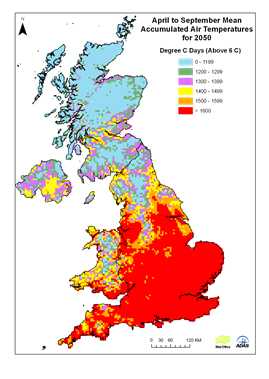 April to September Mean
Accumulated Air Temperatures
for 2050
Degree C Days (Above 6 C)
0 - 1199
1200 - 1299
1300 - 1399
1400 - 1499
1500 - 1599
> 1600
N
0 30 60 120 KM
Met Office
ADAS